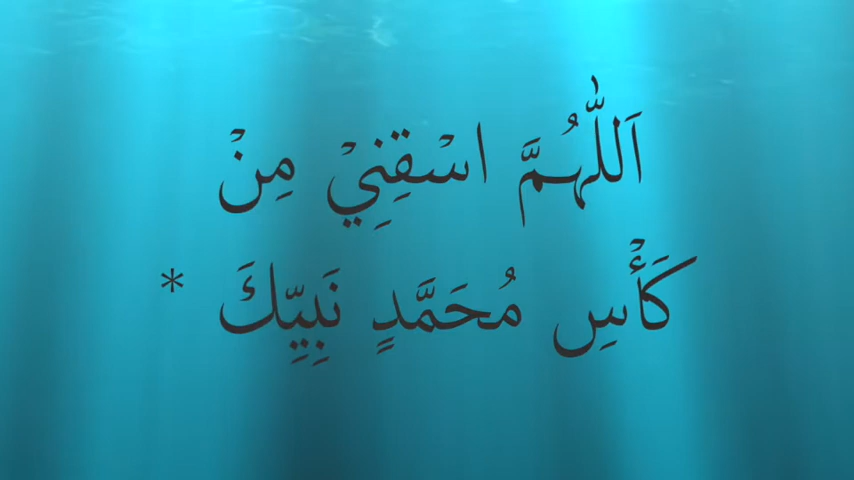 اَللّٰهُمَّ اسْقِنِيْ مِنْ
كَأْسِ مُحَمَّدٍ نَبِيِّكَ *